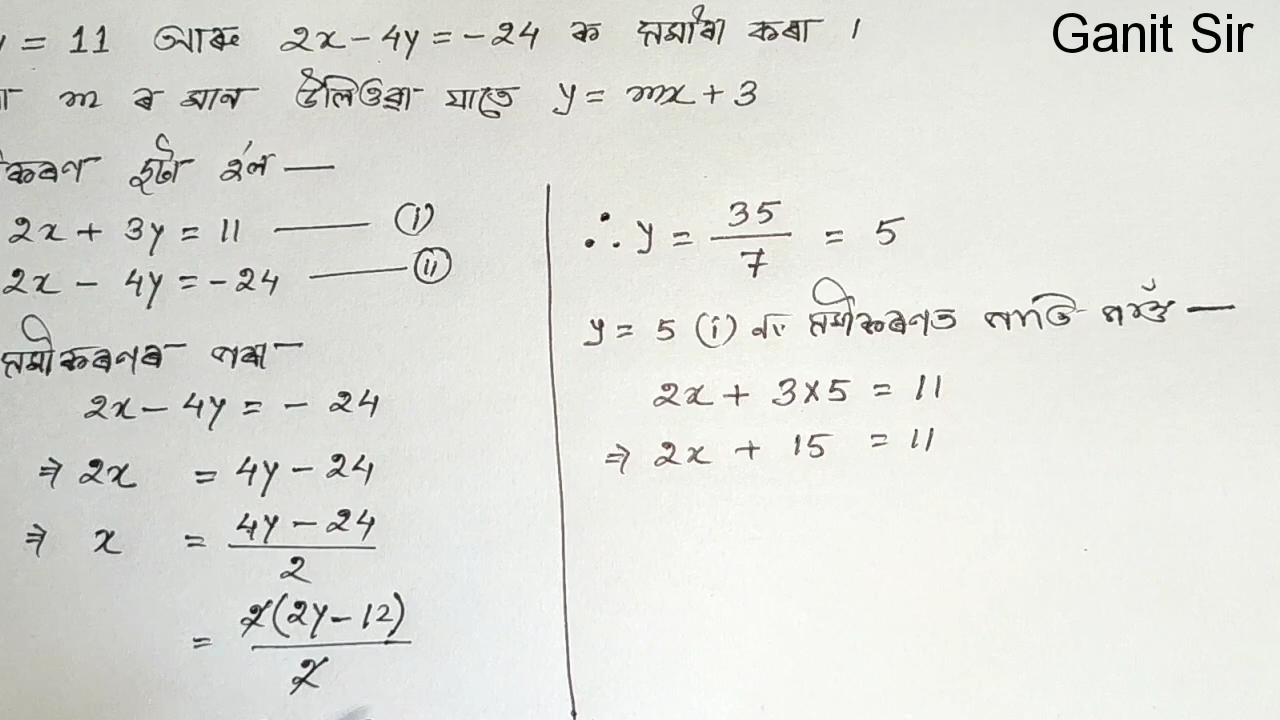 Ganit Sir
y = 11 আৰু 2x - 4y = -24 ক সমাধা কৰা ।
m ৰ মান উলিওৱা যাতে y = mx + 3
কৰণ দুটা হ'ল —
2x + 3y = 11 —— (i)
2x - 4y = -24 —— (ii)
সমীকৰণৰ পৰা —
2x - 4y = - 24
⇒ 2x = 4y - 24
⇒ x = 4y - 24 / 2
= 2(2y - 12) / 2
∴ y = 35 / 7 = 5
y = 5 (i) নং সমীকৰণত পাতি পাওঁ —
2x + 3×5 = 11
⇒ 2x + 15 = 11